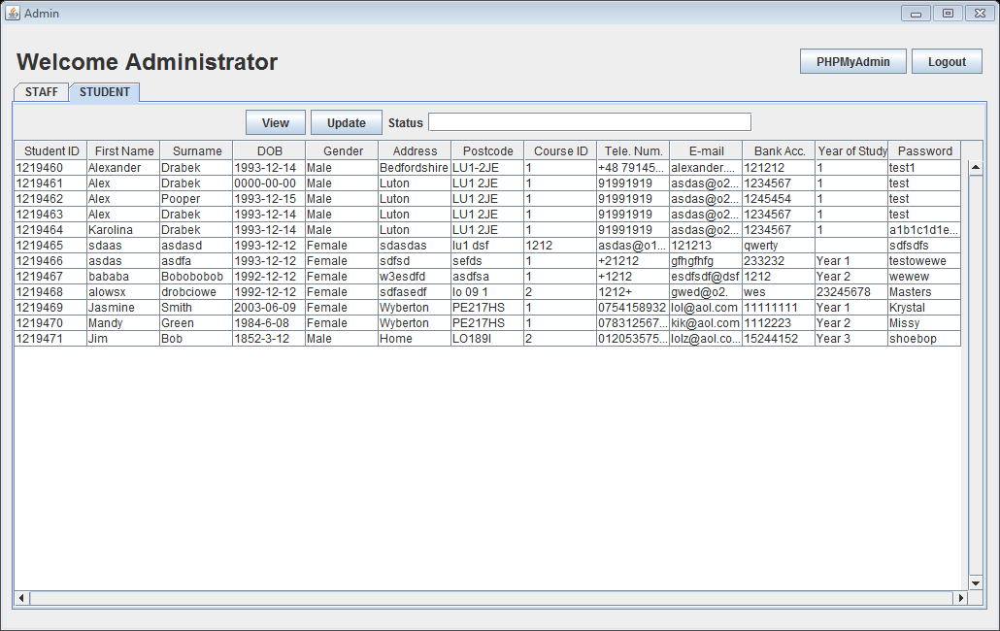 Admin
Welcome Administrator
PHPMyAdmin Logout
STAFF STUDENT
View Update Status
Student ID First Name Surname DOB Gender Address Postcode Course ID Tele. Num. E-mail Bank Acc. Year of Study Password
1219460 Alexander Drabek 1993-12-14 Male Bedfordshire LU1-2JE 1 +48 79145... alexander.... 121212 1 test1
1219461 Alex Drabek 0000-00-00 Male Luton LU1 2JE 1 91991919 asdas@o2... 1234567 1 test
1219462 Alex Pooper 1993-12-15 Male Luton LU1 2JE 1 91991919 asdas@o2... 1245454 1 test
1219463 Alex Drabek 1993-12-14 Male Luton LU1 2JE 1 91991919 asdas@o2... 1234567 1 test
1219464 Karolina Drabek 1993-12-14 Male Luton LU1 2JE 1 91991919 asdas@o2... 1234567 1 a1b1c1d1e...
1219465 sdaas asdasd 1993-12-12 Female sdasdas lu1 dsf 1212 asdas@o1... 121213 qwerty sdfsdfs
1219466 asdas asdfa 1993-12-12 Female sdfsd sefds 1 +21212 gfhgfhfg 233232 Year 1 testowewe
1219467 bababa Bobobobob 1992-12-12 Female w3esdfd asdfsa 1 +1212 esdfsdf@dsf 1212 Year 2 wewew
1219468 alowsx drobciowe 1992-12-12 Female sdfasedf lo 09 1 2 1212+ gwed@o2. wes 23245678 Masters
1219469 Jasmine Smith 2003-06-09 Female Wyberton PE217HS 1 0754158932 lol@aol.com 11111111 Year 1 Krystal
1219470 Mandy Green 1984-6-08 Female Wyberton PE217HS 1 078312567... kik@aol.com 1112223 Year 2 Missy
1219471 Jim Bob 1852-3-12 Male Home LO189I 2 012053575... lolz@aol.co... 15244152 Year 3 shoebop